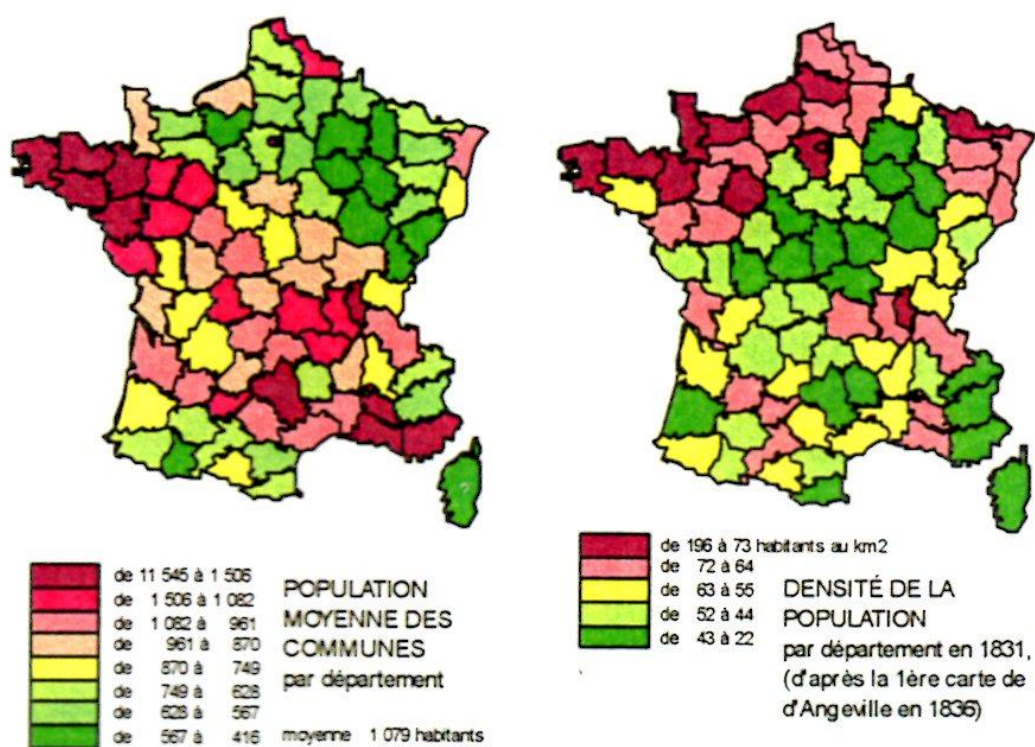 de 11 545 à 1 506
de 1 506 à 1 082
de 1 082 à 961
de 961 à 870
de 870 à 749
de 749 à 628
de 628 à 567
de 567 à 416
POPULATION
MOYENNE DES
COMMUNES
par département
moyenne 1 079 habitants
de 196 à 73 habitants au km2
de 72 à 64
de 63 à 55
de 52 à 44
de 43 à 22
DENSITÉ DE LA
POPULATION
par département en 1831,
(d'après la 1ère carte de
d'Angeville en 1836)